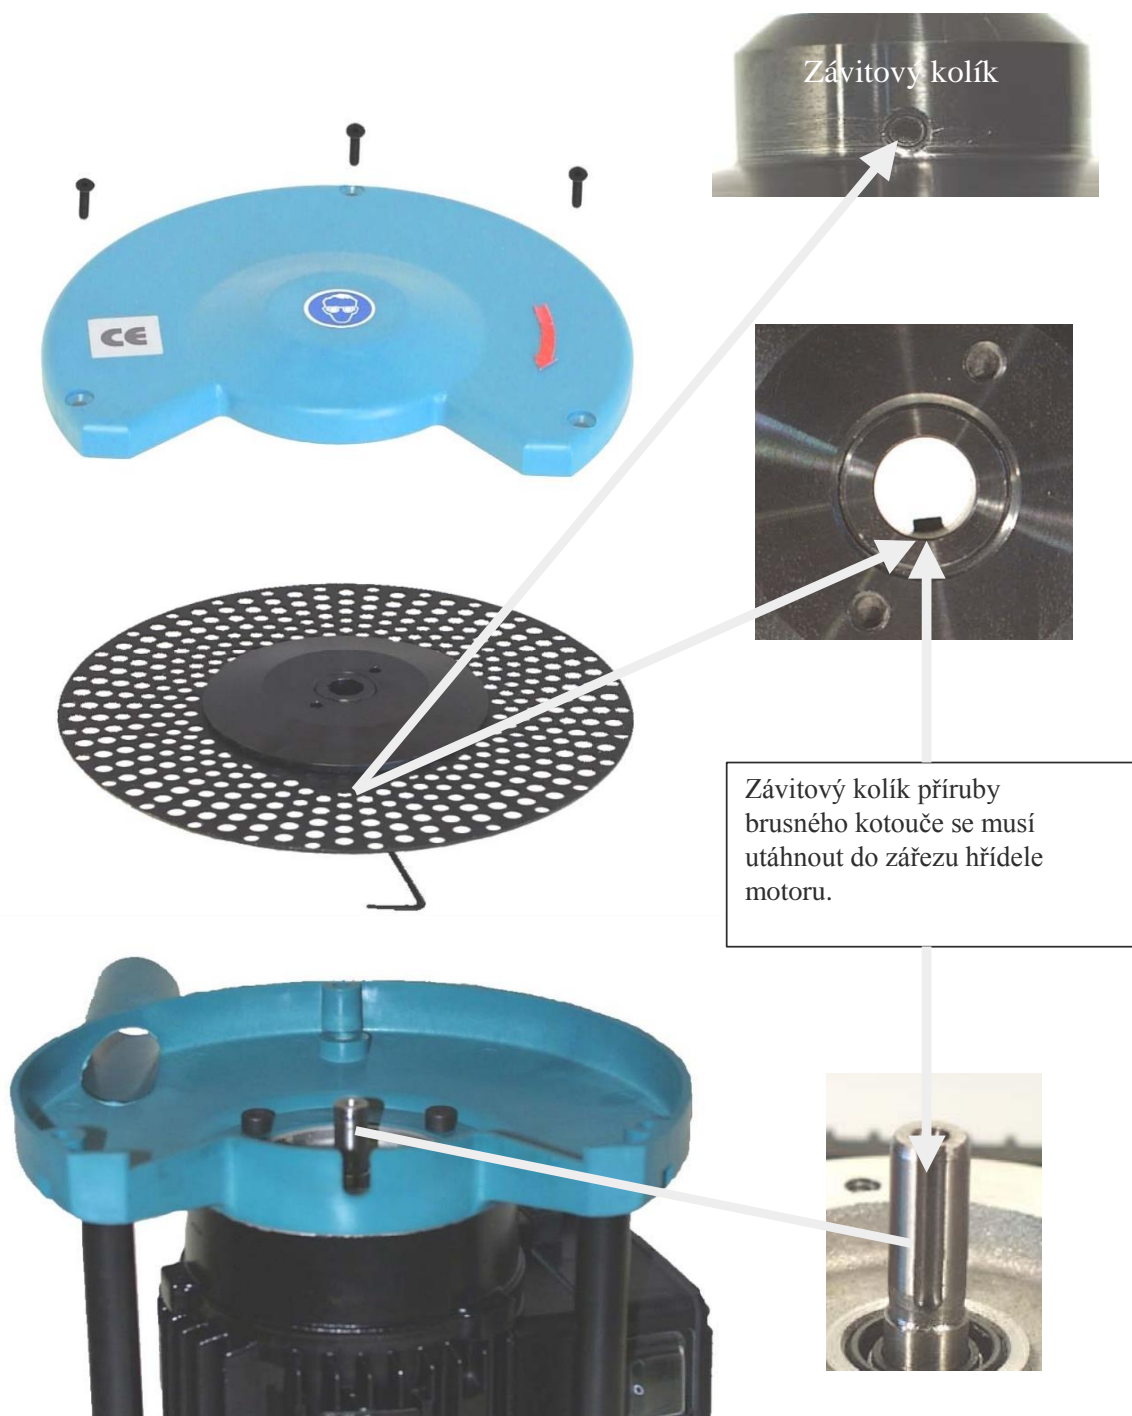 Závitový kolík
CE
Závitový kolík příruby
brusného kotouče se musí
utáhnout do zářezu hřídele
motoru.